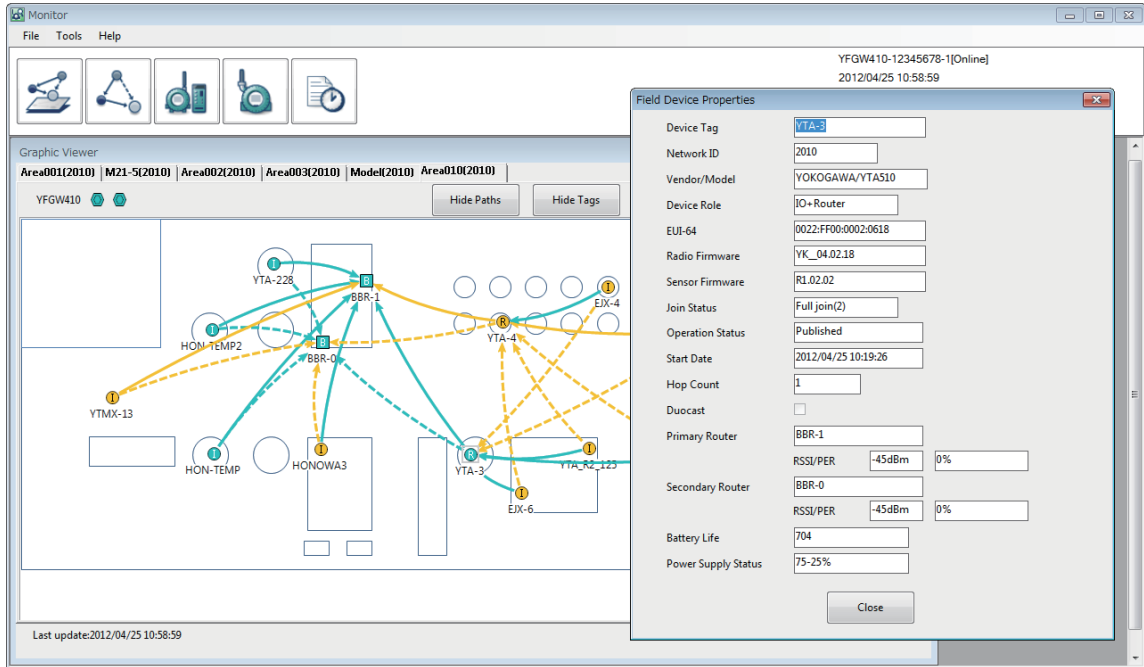 Monitor
File Tools Help
YFGW410-12345678-1[Online]
2012/04/25 10:58:59
Graphic Viewer
Area001(2010) M21-5(2010) Area002(2010) Area003(2010) Model(2010) Area010(2010)
YFGW410 Hide Paths Hide Tags
I
YTA-228
B
BBR-1
I
EJX-4
R
YTA-4
I
HON-TEMP2
B
BBR-0
I
YTMX-13
I
HON-TEMP
I
HONOWA3
R
YTA-3
I
YTA_R2_125
I
EJX-6
Last update:2012/04/25 10:58:59
Field Device Properties
Device Tag YTA-3
Network ID 2010
Vendor/Model YOKOGAWA/YTA510
Device Role IO+Router
EUI-64 0022:FF00:0002:0618
Radio Firmware YK__04.02.18
Sensor Firmware R1.02.02
Join Status Full join(2)
Operation Status Published
Start Date 2012/04/25 10:19:26
Hop Count 1
Duocast
Primary Router BBR-1
RSSI/PER -45dBm 0%
Secondary Router BBR-0
RSSI/PER -45dBm 0%
Battery Life 704
Power Supply Status 75-25%
Close